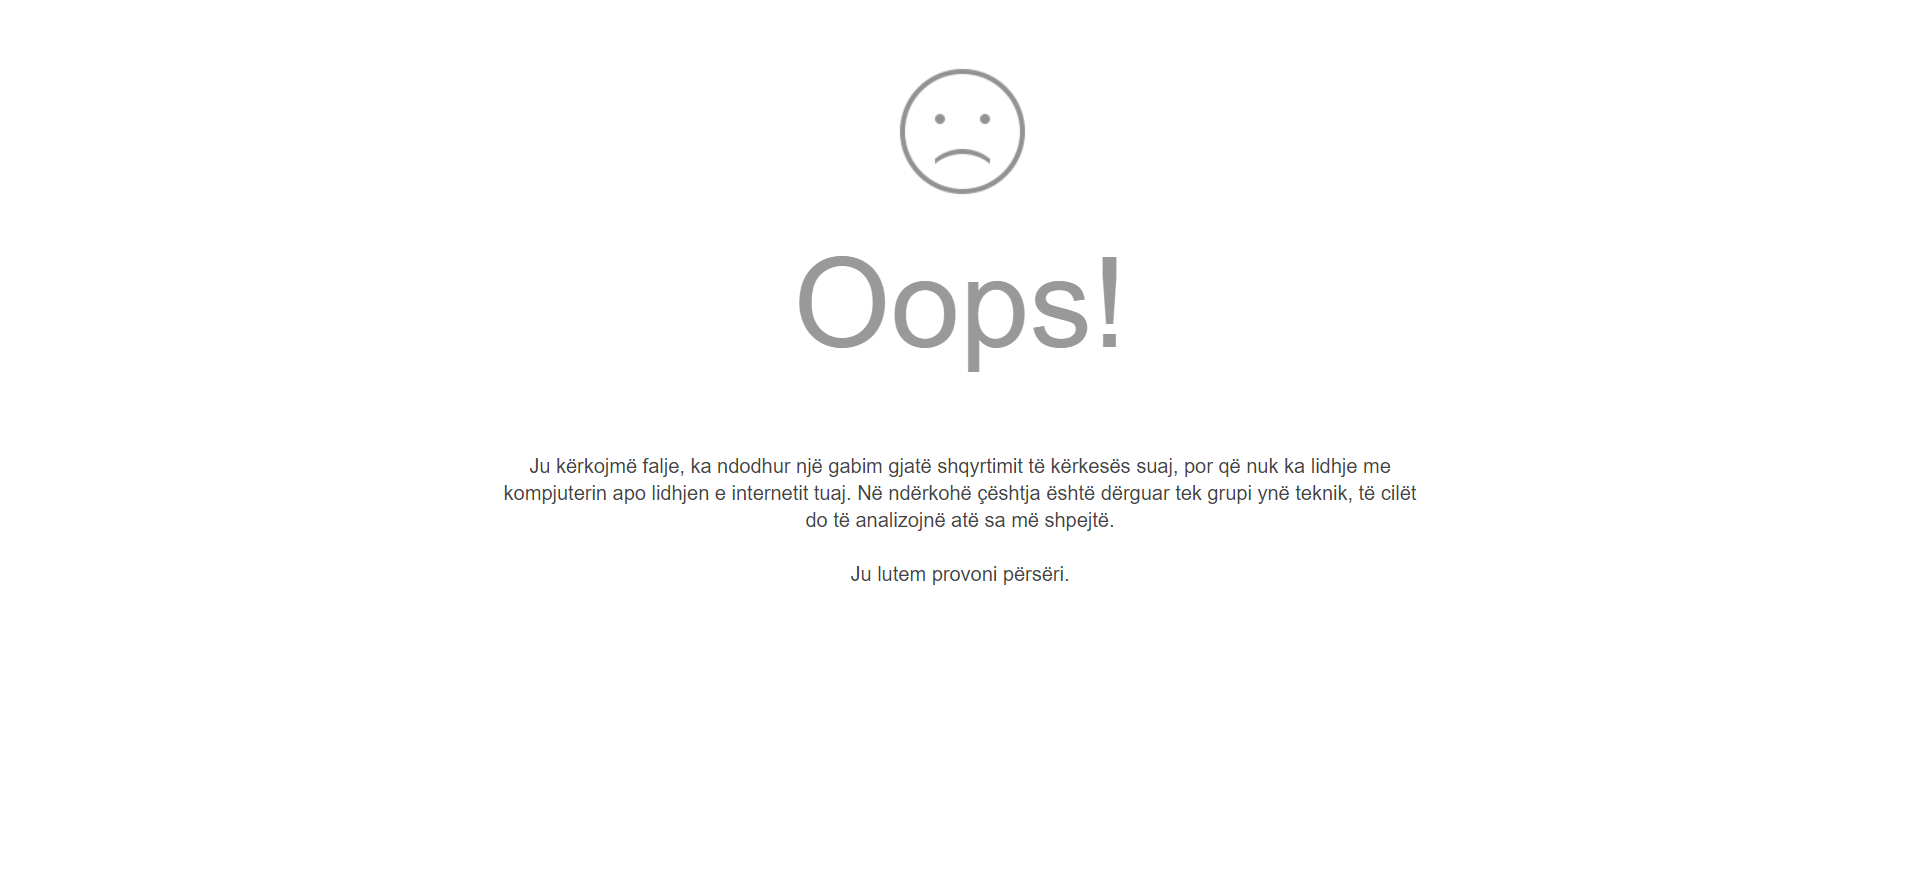 Oops!
Ju kërkojmë falje, ka ndodhur një gabim gjatë shqyrtimit të kërkesës suaj, por që nuk ka lidhje me
kompjuterin apo lidhjen e internetit tuaj. Në ndërkohë çështja është dërguar tek grupi ynë teknik, të cilët
do të analizojnë atë sa më shpejtë.
Ju lutem provoni përsëri.